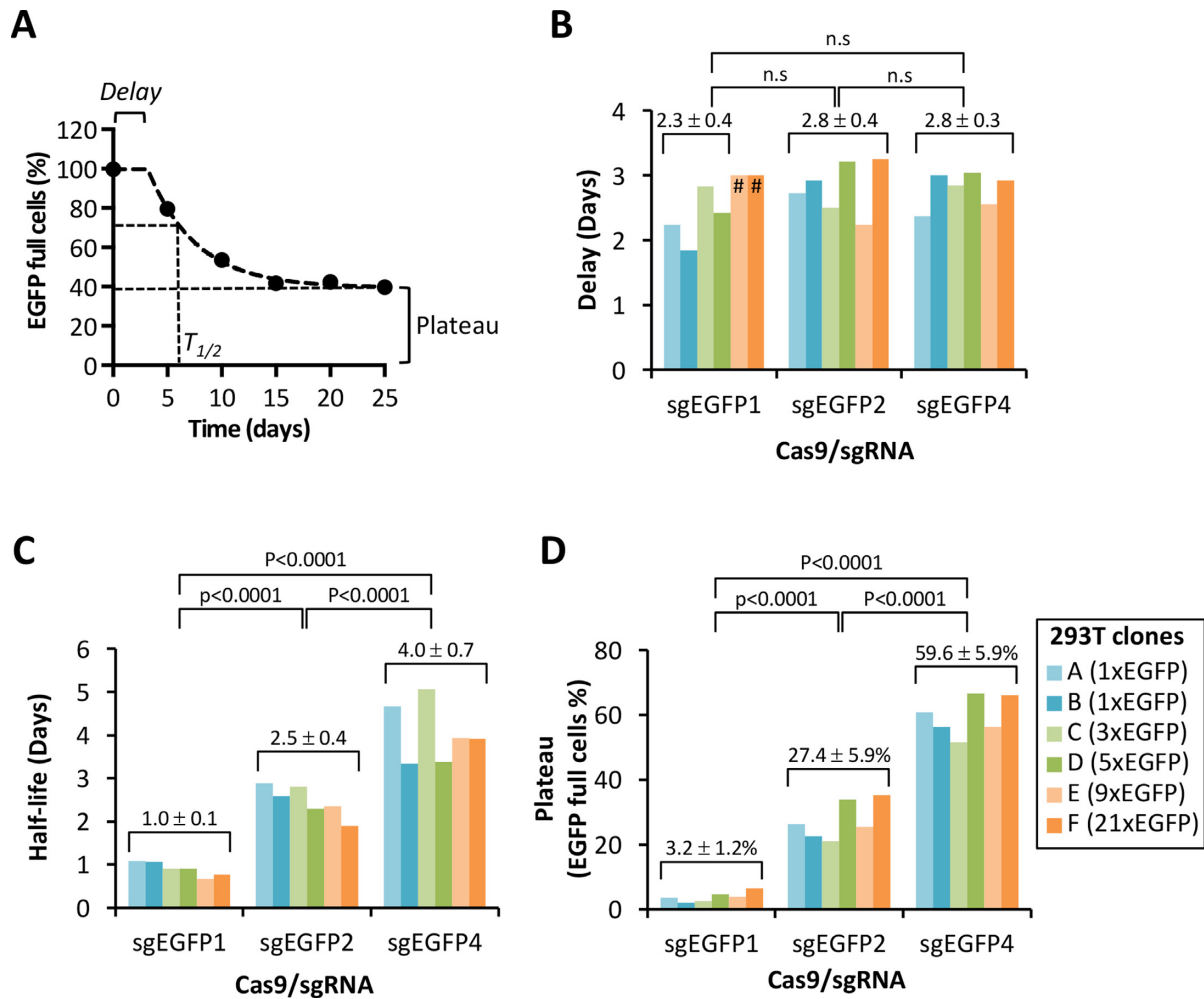 A
Delay
120
100
80
60
40
20
0
EGFP full cells (%)
T1/2
Plateau
0 5 10 15 20 25
Time (days)
B
n.s
n.s n.s
2.3 ± 0.4 2.8 ± 0.4 2.8 ± 0.3
4
3
2
1
0
Delay (Days)
# #
sgEGFP1 sgEGFP2 sgEGFP4
Cas9/sgRNA
C
P<0.0001
p<0.0001 P<0.0001
4.0 ± 0.7
2.5 ± 0.4
1.0 ± 0.1
6
5
4
3
2
1
0
Half-life (Days)
sgEGFP1 sgEGFP2 sgEGFP4
Cas9/sgRNA
D
P<0.0001
p<0.0001 P<0.0001
59.6 ± 5.9%
27.4 ± 5.9%
3.2 ± 1.2%
80
60
40
20
0
Plateau
(EGFP full cells %)
sgEGFP1 sgEGFP2 sgEGFP4
Cas9/sgRNA
293T clones
A (1xEGFP)
B (1xEGFP)
C (3xEGFP)
D (5xEGFP)
E (9xEGFP)
F (21xEGFP)